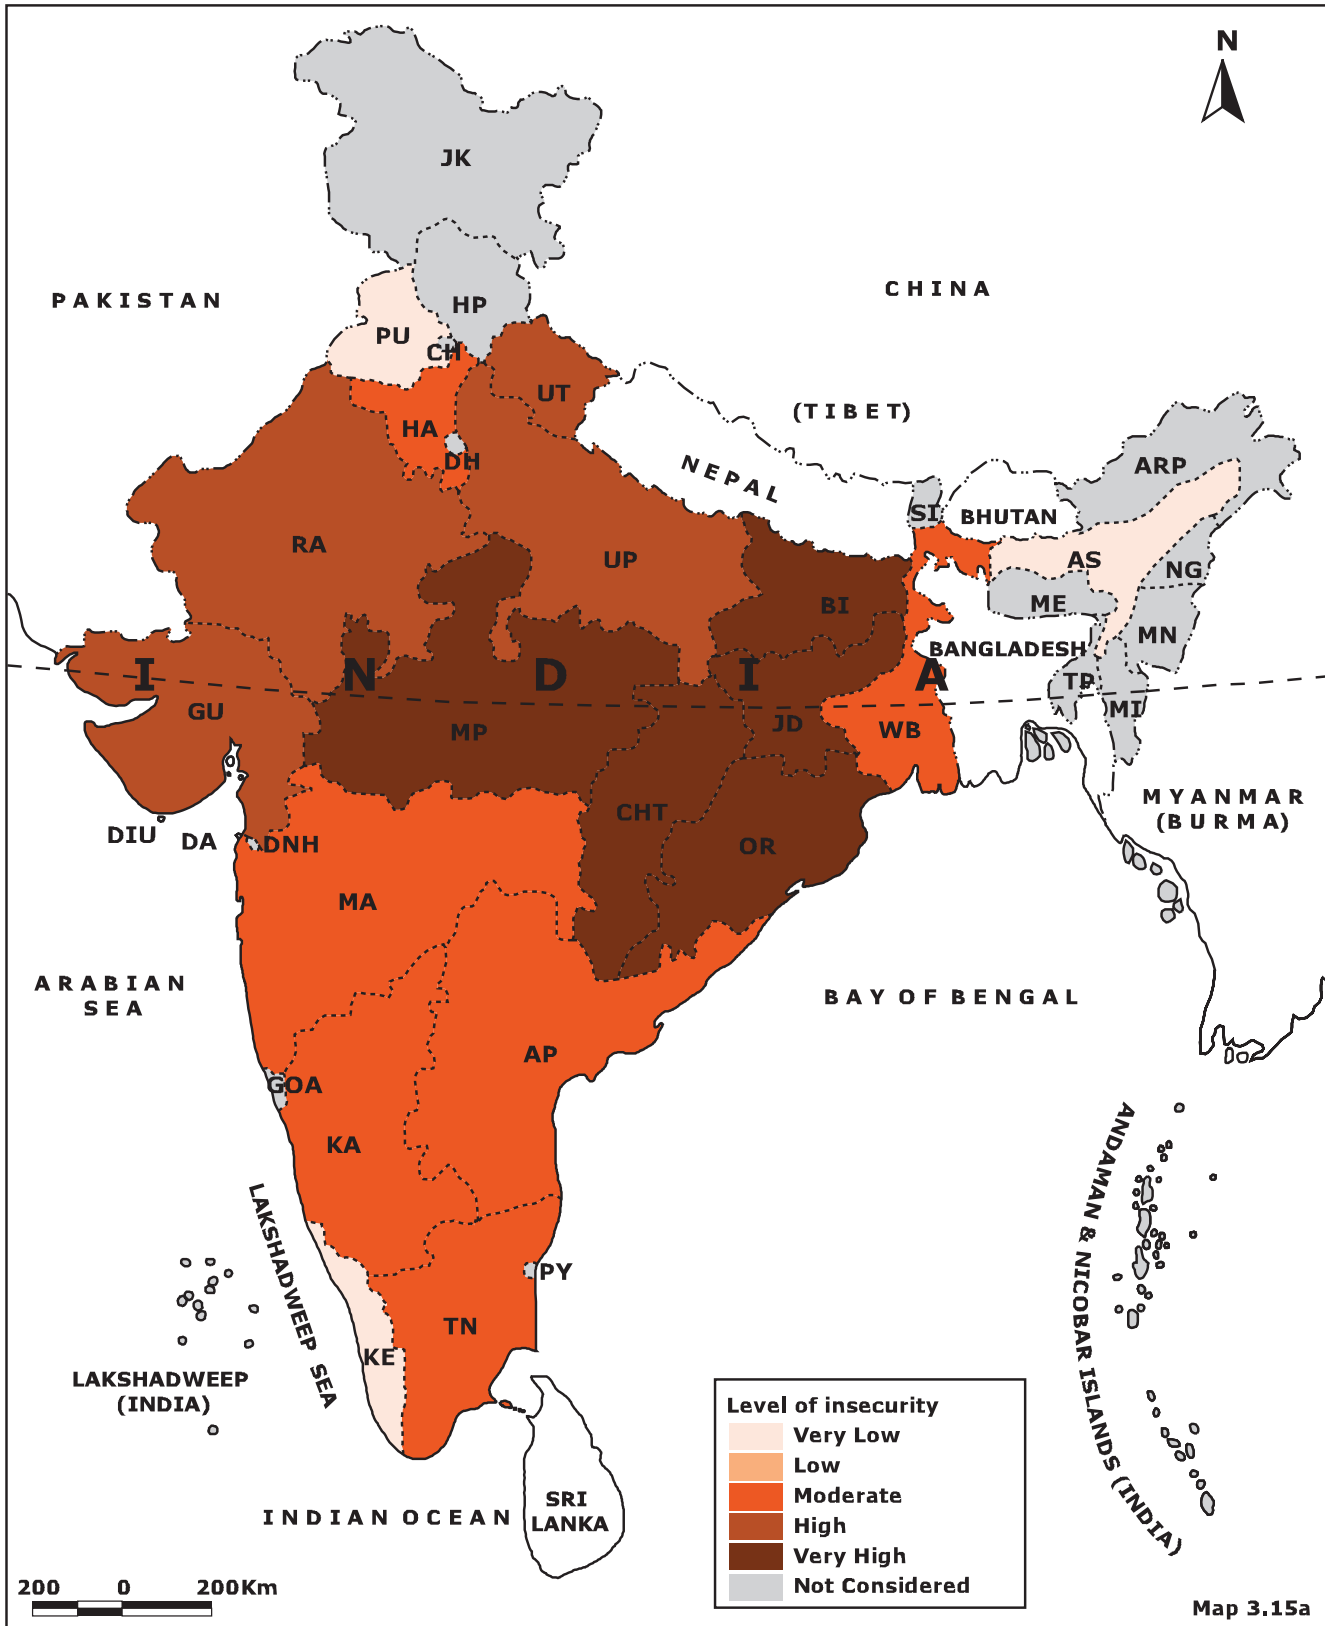 N
JK
PAKISTAN
HP
CHINA
PU
CH
UT
(TIBET)
HA
DH
NEPAL
ARP
SI
BHUTAN
RA
UP
AS
NG
BI
ME
MN
BANGLADESH
I N D I A
TP
GU
MP
JD
WB
MI
CHT
MYANMAR
(BURMA)
DIU
DA
DNH
OR
MA
ARABIAN
SEA
BAY OF BENGAL
AP
GOA
KA
ANDAMAN & NICOBAR ISLANDS (INDIA)
LAKSHADWEEP SEA
PY
TN
KE
LAKSHADWEEP
(INDIA)
INDIAN OCEAN
SRI
LANKA
Level of insecurity
Very Low
Low
Moderate
High
Very High
Not Considered
200 0 200Km
Map 3.15a